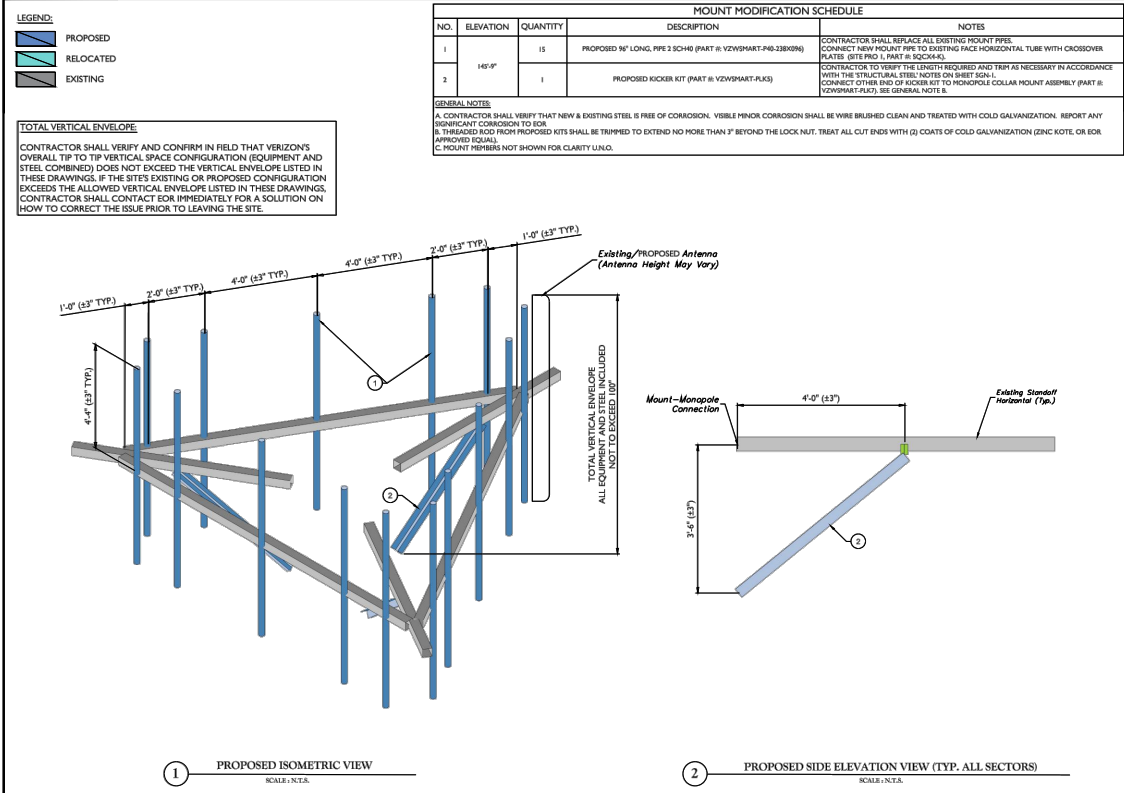 LEGEND:
PROPOSED
RELOCATED
EXISTING
TOTAL VERTICAL ENVELOPE:
CONTRACTOR SHALL VERIFY AND CONFIRM IN FIELD THAT VERIZON'S
OVERALL TIP TO TIP VERTICAL SPACE CONFIGURATION (EQUIPMENT AND
STEEL COMBINED) DOES NOT EXCEED THE VERTICAL ENVELOPE LISTED IN
THESE DRAWINGS. IF THE SITE'S EXISTING OR PROPOSED CONFIGURATION
EXCEEDS THE ALLOWED VERTICAL ENVELOPE LISTED IN THESE DRAWINGS,
CONTRACTOR SHALL CONTACT EOR IMMEDIATELY FOR A SOLUTION ON
HOW TO CORRECT THE ISSUE PRIOR TO LEAVING THE SITE.
MOUNT MODIFICATION SCHEDULE
NO. ELEVATION QUANTITY DESCRIPTION NOTES
1 145'-9" 15 PROPOSED 96" LONG, PIPE 2 SCH40 (PART #: VZWSMART-P40-238X096)
CONTRACTOR SHALL REPLACE ALL EXISTING MOUNT PIPES.
CONNECT NEW MOUNT PIPE TO EXISTING FACE HORIZONTAL TUBE WITH CROSSOVER
PLATES (SITE PRO 1, PART #: SQCX4-K).
2 1 PROPOSED KICKER KIT (PART #: VZWSMART-PLK5)
CONTRACTOR TO VERIFY THE LENGTH REQUIRED AND TRIM AS NECESSARY IN ACCORDANCE
WITH THE 'STRUCTURAL STEEL' NOTES ON SHEET SGN-1.
CONNECT OTHER END OF KICKER KIT TO MONOPOLE COLLAR MOUNT ASSEMBLY (PART #:
VZWSMART-PLK7). SEE GENERAL NOTE B.
GENERAL NOTES:
A. CONTRACTOR SHALL VERIFY THAT NEW & EXISTING STEEL IS FREE OF CORROSION. VISIBLE MINOR CORROSION SHALL BE WIRE BRUSHED CLEAN AND TREATED WITH COLD GALVANIZATION. REPORT ANY
SIGNIFICANT CORROSION TO EOR
B. THREADED ROD FROM PROPOSED KITS SHALL BE TRIMMED TO EXTEND NO MORE THAN 3" BEYOND THE LOCK NUT. TREAT ALL CUT ENDS WITH (2) COATS OF COLD GALVANIZATION (ZINC KOTE, OR EOR
APPROVED EQUAL).
C. MOUNT MEMBERS NOT SHOWN FOR CLARITY U.N.O.
1'-0" (±3" TYP.)
2'-0" (±3" TYP.)
4'-0" (±3" TYP.)
4'-0" (±3" TYP.)
2'-0" (±3" TYP.)
1'-0" (±3" TYP.)
4'-4" (±3" TYP.)
Existing/PROPOSED Antenna
(Antenna Height May Vary)
1
2
TOTAL VERTICAL ENVELOPE
ALL EQUIPMENT AND STEEL INCLUDED
NOT TO EXCEED 100"
Mount-Monopole
Connection
4'-0" (±3")
Existing Standoff
Horizontal (Typ.)
3'-6" (±3")
2
1 PROPOSED ISOMETRIC VIEW
SCALE : N.T.S.
2 PROPOSED SIDE ELEVATION VIEW (TYP. ALL SECTORS)
SCALE : N.T.S.